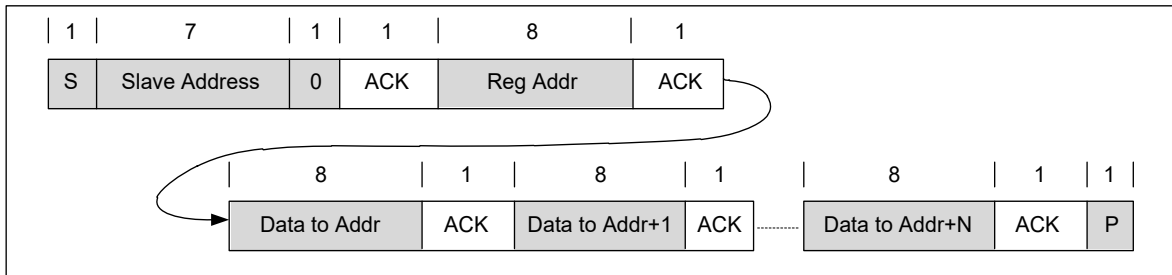 1 7 1 1 8 1
S Slave Address 0 ACK Reg Addr ACK
8 1 8 1 8 1 1
Data to Addr ACK Data to Addr+1 ACK Data to Addr+N ACK P